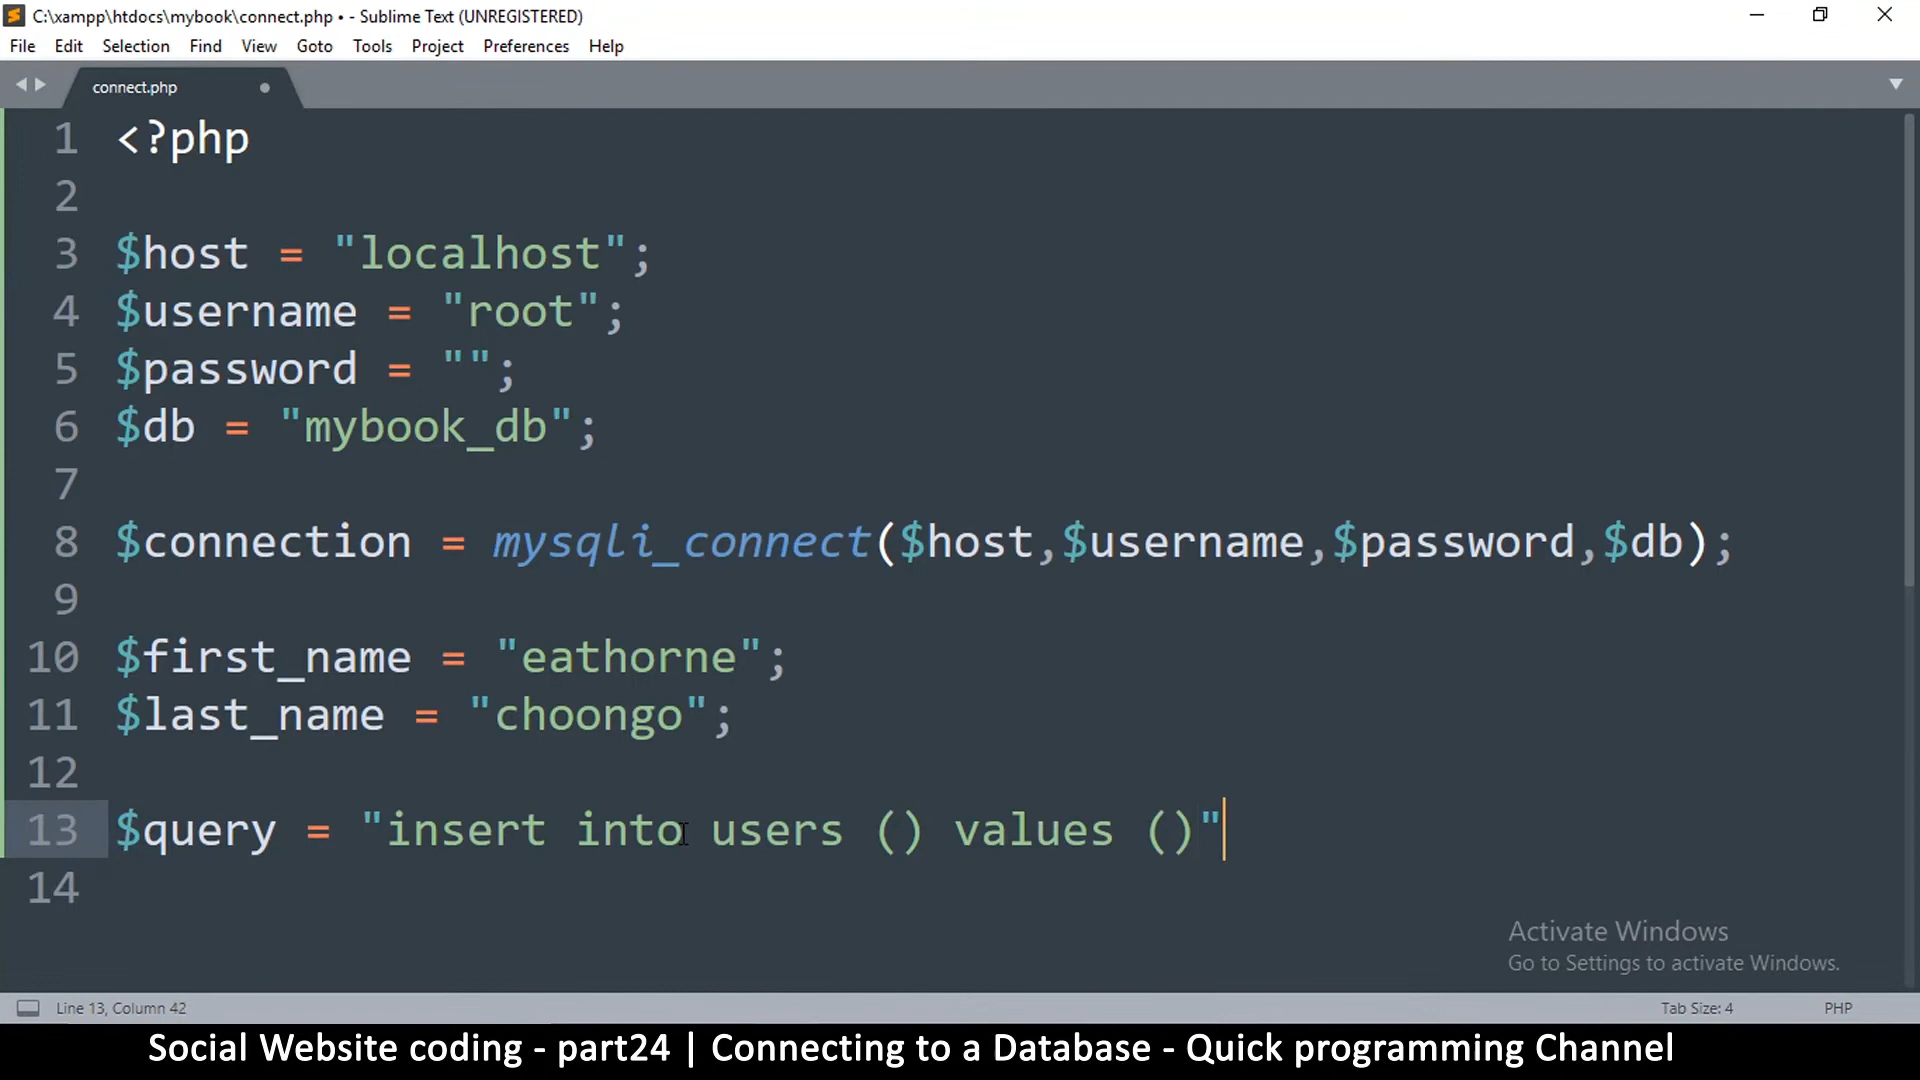 C:\xampp\htdocs\mybook\connect.php • - Sublime Text (UNREGISTERED)
File Edit Selection Find View Goto Tools Project Preferences Help
connect.php
1 <?php
2
3 $host = "localhost";
4 $username = "root";
5 $password = "";
6 $db = "mybook_db";
7
8 $connection = mysqli_connect($host,$username,$password,$db);
9
10 $first_name = "eathorne";
11 $last_name = "choongo";
12
13 $query = "insert into users () values ()"
14
Activate Windows
Go to Settings to activate Windows.
Line 13, Column 42 Tab Size: 4 PHP
Social Website coding - part24 | Connecting to a Database - Quick programming Channel